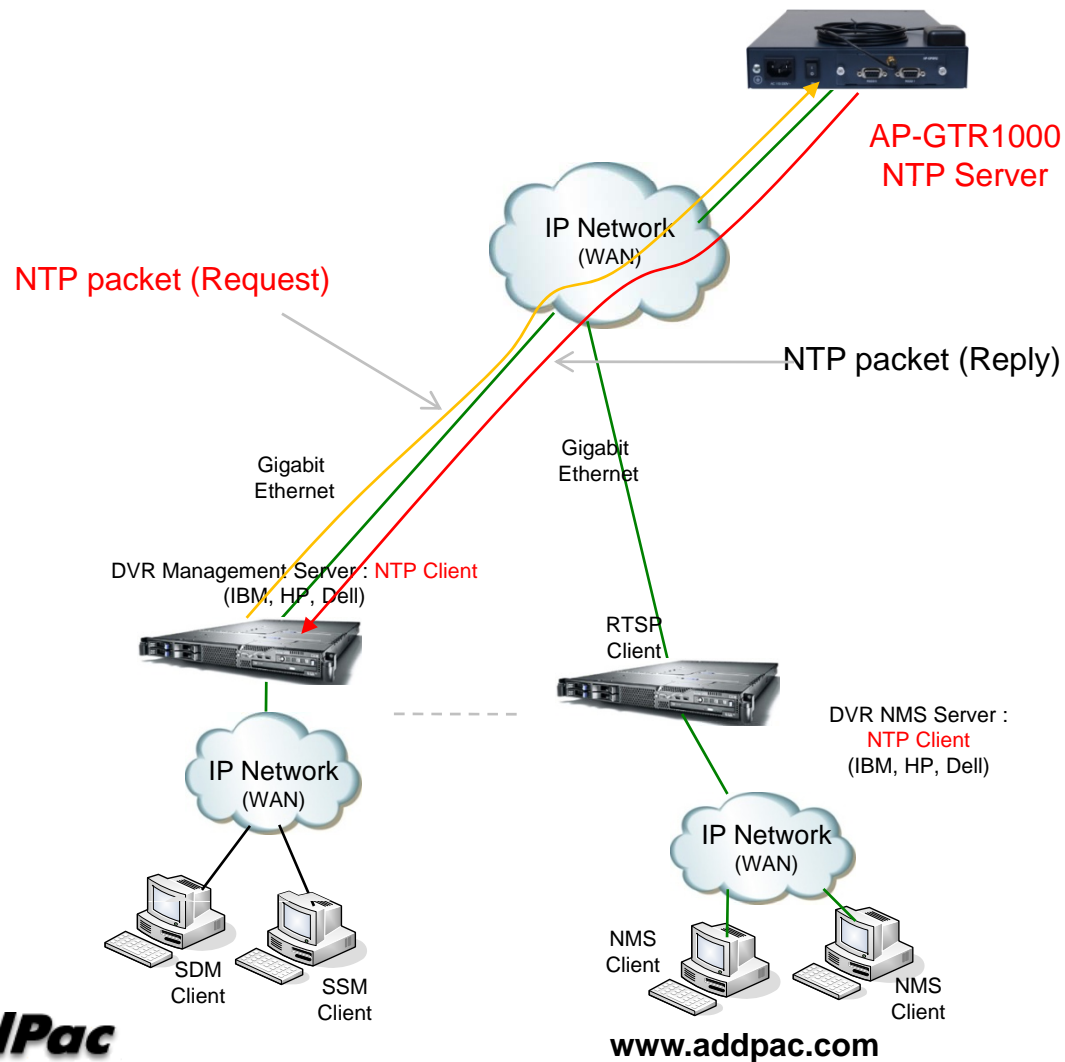 AP-GTR1000
NTP Server
IP Network
(WAN)
NTP packet (Request)
NTP packet (Reply)
Gigabit
Ethernet
Gigabit
Ethernet
DVR Management Server : NTP Client
(IBM, HP, Dell)
RTSP
Client
DVR NMS Server :
NTP Client
(IBM, HP, Dell)
IP Network
(WAN)
IP Network
(WAN)
SDM
Client
SSM
Client
NMS
Client
NMS
Client
dPac
www.addpac.com